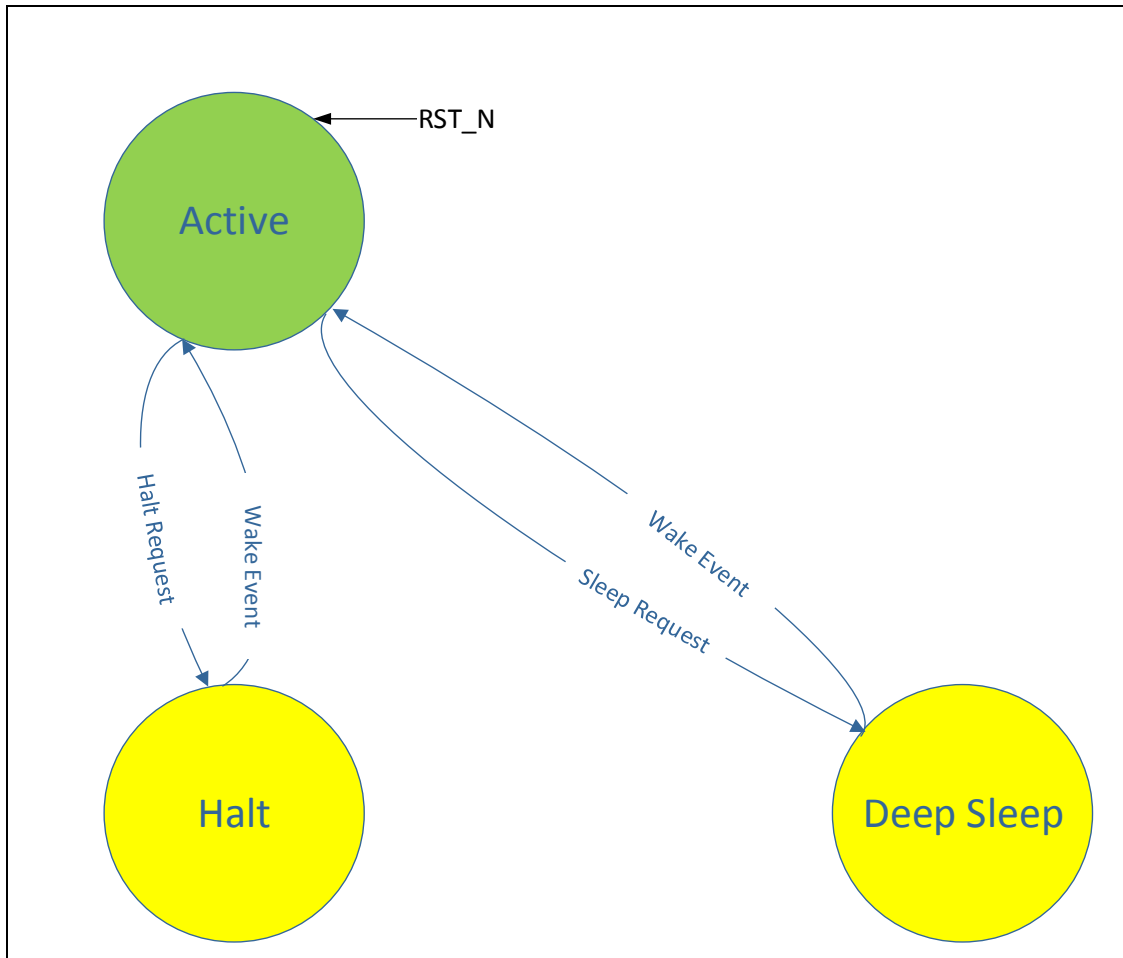 RST_N
Active
Halt Request
Wake Event
Wake Event
Sleep Request
Halt
Deep Sleep